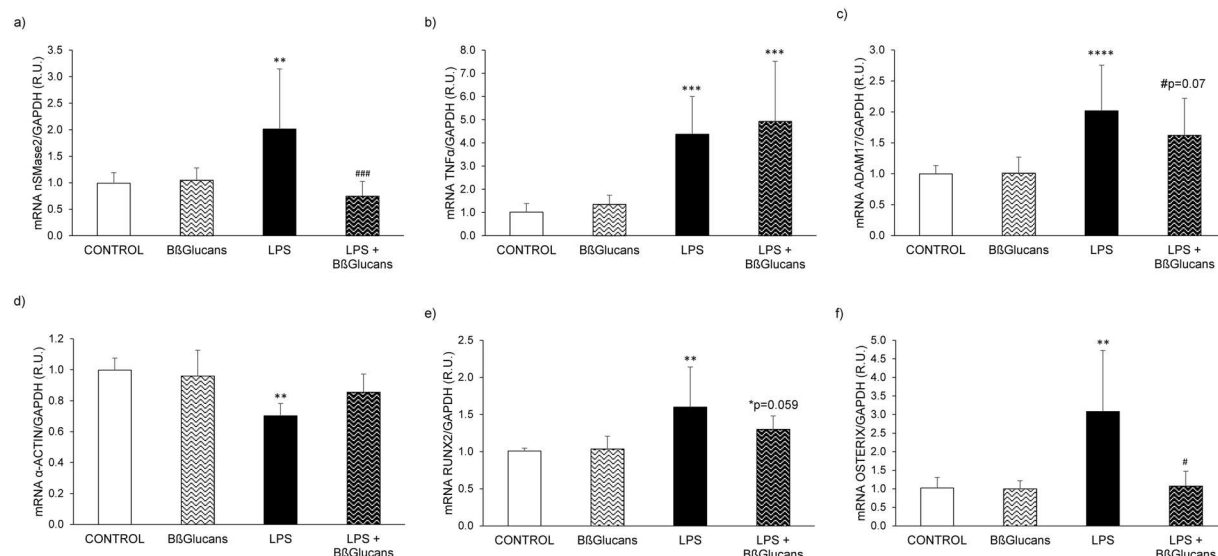 a)
mRNA nSMase2/GAPDH (R.U.)
3.5
3.0
2.5
2.0
1.5
1.0
0.5
0.0
**
###
CONTROL
BßGlucans
LPS
LPS +
BßGlucans
b)
mRNA TNFα/GAPDH (R.U.)
8.0
7.0
6.0
5.0
4.0
3.0
2.0
1.0
0.0
***
***
CONTROL
BßGlucans
LPS
LPS +
BßGlucans
c)
mRNA ADAM17/GAPDH (R.U.)
3.0
2.5
2.0
1.5
1.0
0.5
0.0
****
#p=0.07
CONTROL
BßGlucans
LPS
LPS +
BßGlucans
d)
mRNA α-ACTIN/GAPDH (R.U.)
1.2
1.0
0.8
0.6
0.4
0.2
0.0
**
CONTROL
BßGlucans
LPS
LPS +
BßGlucans
e)
mRNA RUNX2/GAPDH (R.U.)
2.5
2.0
1.5
1.0
0.5
0.0
**
*p=0.059
CONTROL
BßGlucans
LPS
LPS +
BßGlucans
f)
mRNA OSTERIX/GAPDH (R.U.)
5.0
4.5
4.0
3.5
3.0
2.5
2.0
1.5
1.0
0.5
0.0
**
#
CONTROL
BßGlucans
LPS
LPS +
BßGlucans